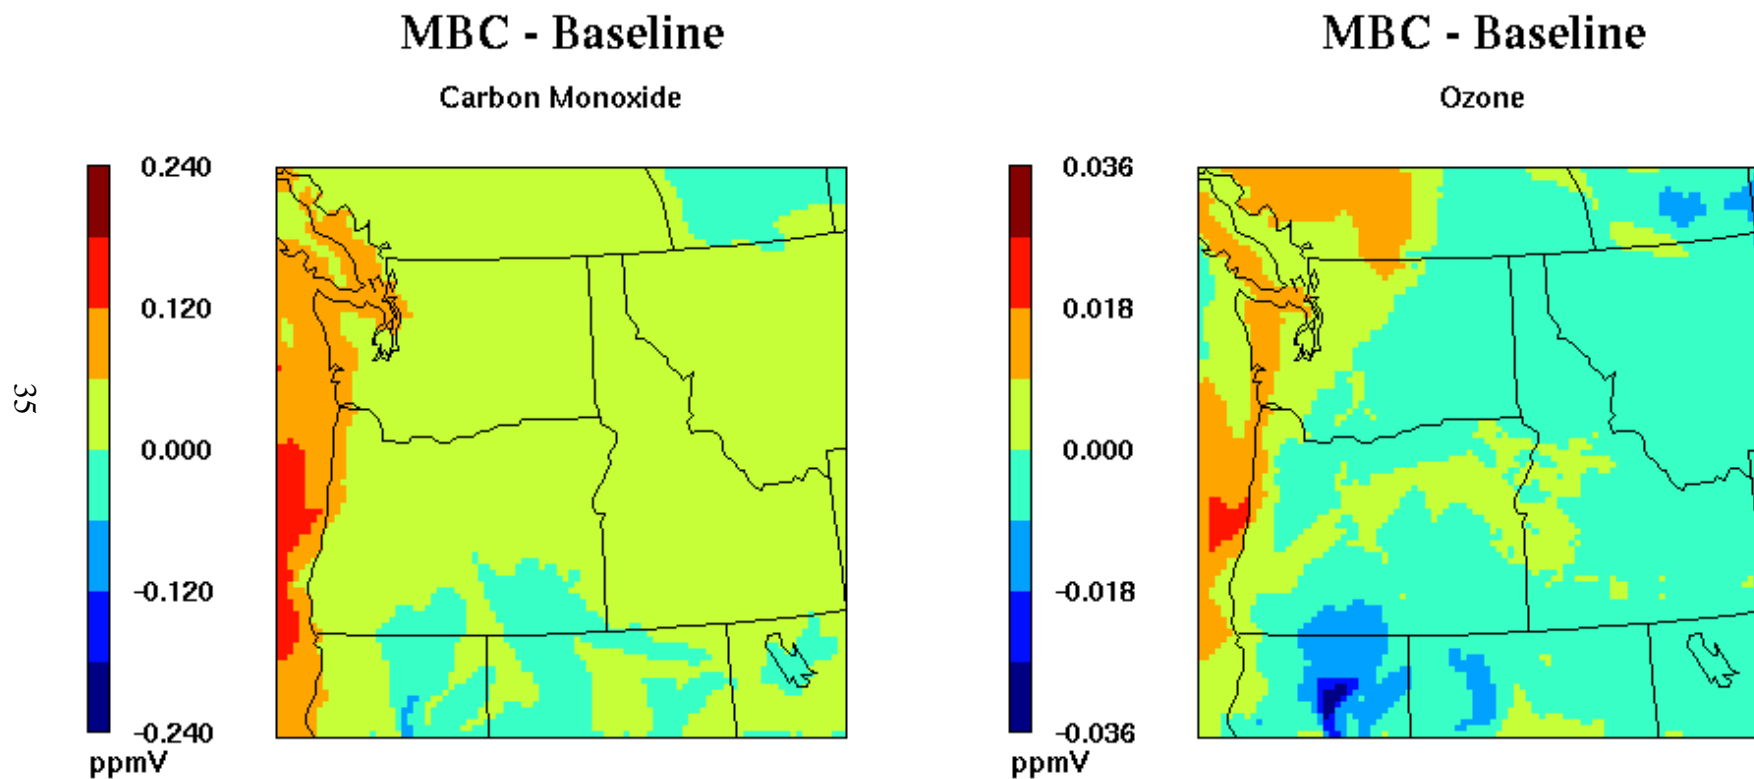 MBC - Baseline
Carbon Monoxide
0.240
0.120
0.000
-0.120
-0.240
ppmV
MBC - Baseline
Ozone
0.036
0.018
0.000
-0.018
-0.036
ppmV
35